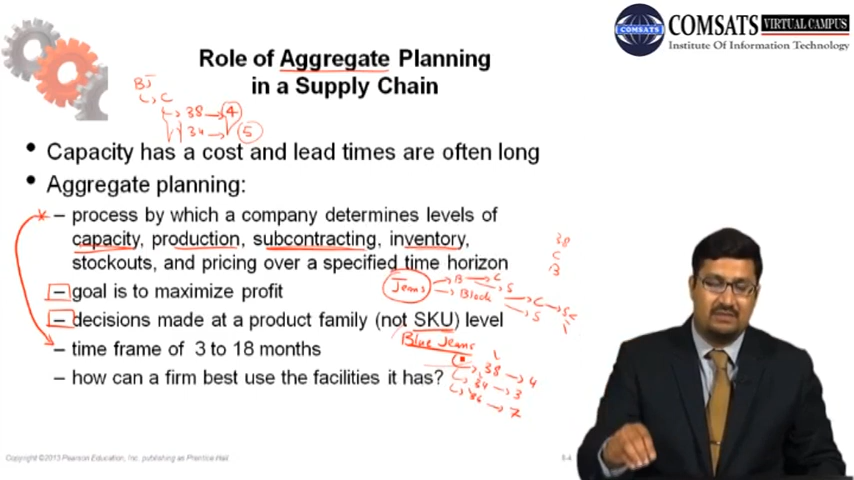 COMSATS VIRTUAL CAMPUS
Institute Of Information Technology
COMSATS
Role of Aggregate Planning
in a Supply Chain
BJ
C
38 → 4
34 → 5
• Capacity has a cost and lead times are often long
• Aggregate planning:
– process by which a company determines levels of
capacity, production, subcontracting, inventory,
stockouts, and pricing over a specified time horizon
38
C
B
– goal is to maximize profit
Jeans → B → C
S
→ Black → C
S
– decisions made at a product family (not SKU) level
Blue Jeans
– time frame of 3 to 18 months
38 → 4
34 → 3
36 → 7
– how can a firm best use the facilities it has?
Copyright ©2013 Pearson Education, Inc. publishing as Prentice Hall.
8-4